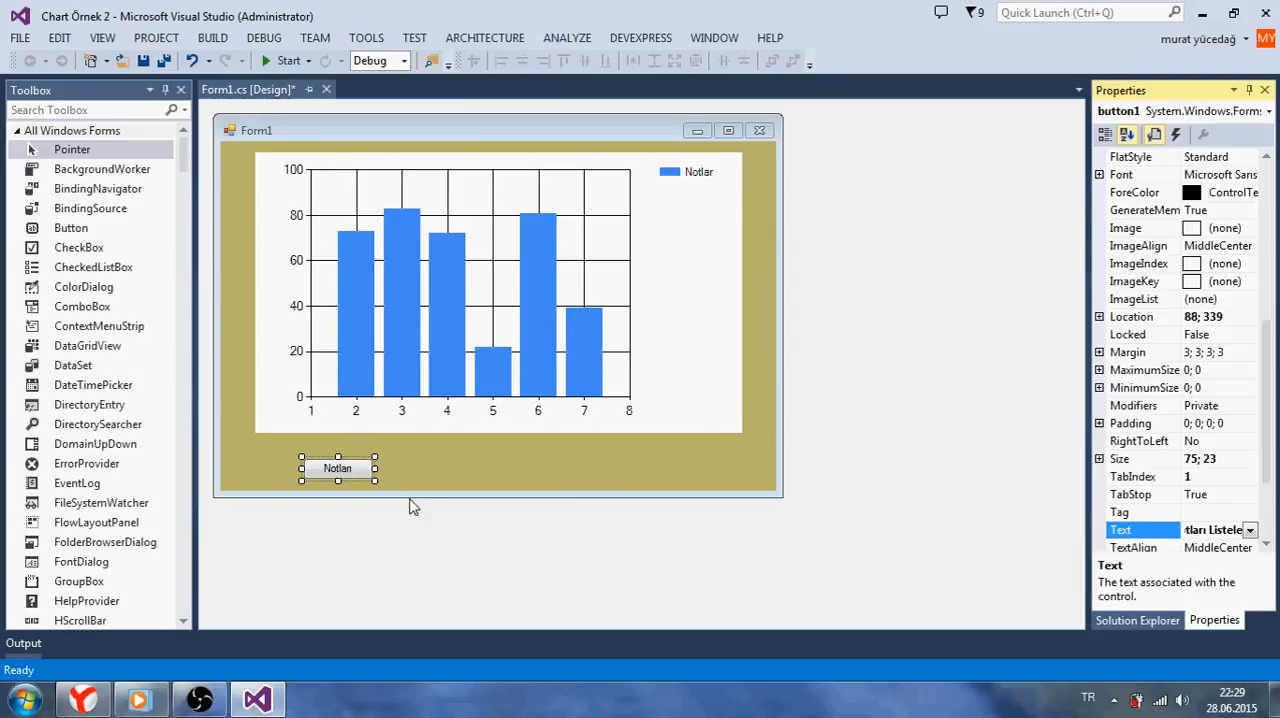 Chart Örnek 2 - Microsoft Visual Studio (Administrator)
9
Quick Launch (Ctrl+Q)
FILE EDIT VIEW PROJECT BUILD DEBUG TEAM TOOLS TEST ARCHITECTURE ANALYZE DEVEXPRESS WINDOW HELP
murat yücedağ
MY
Start
Debug
Toolbox
Search Toolbox
All Windows Forms
Pointer
BackgroundWorker
BindingNavigator
BindingSource
Button
CheckBox
CheckedListBox
ColorDialog
ComboBox
ContextMenuStrip
DataGridView
DataSet
DateTimePicker
DirectoryEntry
DirectorySearcher
DomainUpDown
ErrorProvider
EventLog
FileSystemWatcher
FlowLayoutPanel
FolderBrowserDialog
FontDialog
GroupBox
HelpProvider
HScrollBar
Form1.cs [Design]*
Form1
100
80
60
40
20
0
1 2 3 4 5 6 7 8
Notlar
Notları
Properties
button1 System.Windows.Form:
FlatStyle Standard
Font Microsoft Sans
ForeColor ControlTe
GenerateMem True
Image (none)
ImageAlign MiddleCenter
ImageIndex (none)
ImageKey (none)
ImageList (none)
Location 88; 339
Locked False
Margin 3; 3; 3; 3
MaximumSize 0; 0
MinimumSize 0; 0
Modifiers Private
Padding 0; 0; 0; 0
RightToLeft No
Size 75; 23
TabIndex 1
TabStop True
Tag
Text tları Listele
TextAlign MiddleCenter
Text
The text associated with the
control.
Solution Explorer Properties
Output
Ready
TR
22:29
28.06.2015